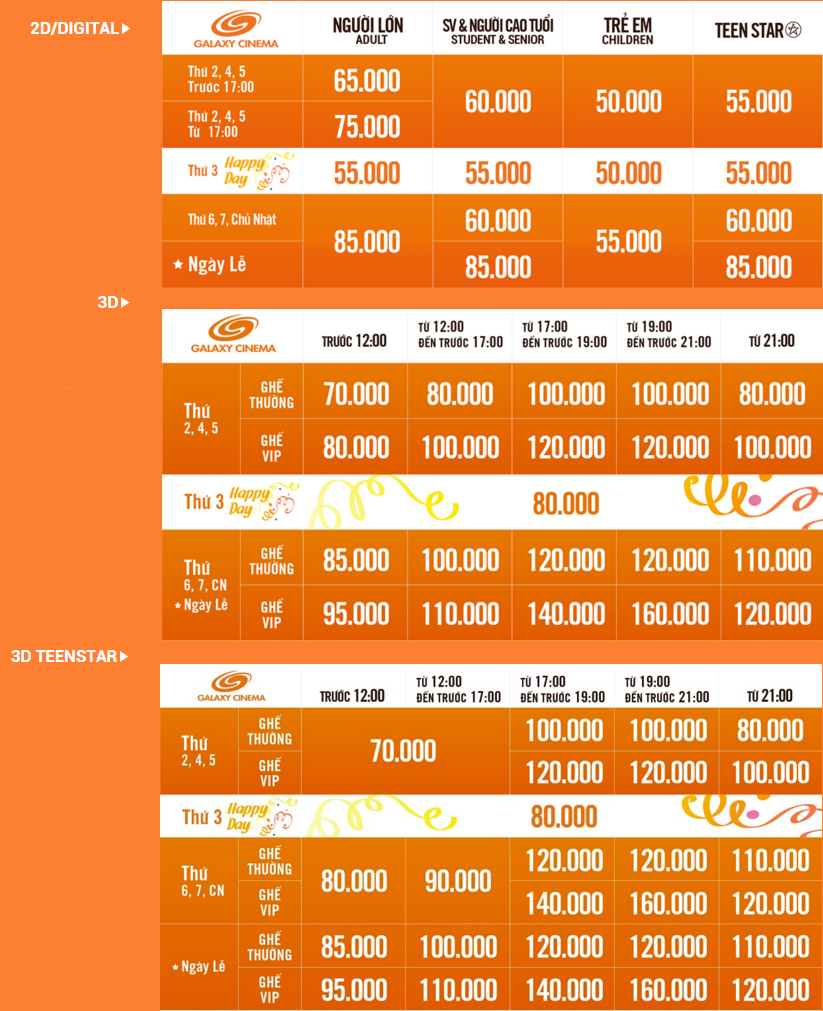 2D/DIGITAL
GALAXY CINEMA
NGƯỜI LỚN
ADULT
SV & NGƯỜI CAO TUỔI
STUDENT & SENIOR
TRẺ EM
CHILDREN
TEEN STAR
Thứ 2, 4, 5
Trước 17:00
65.000
60.000
50.000
55.000
Thứ 2, 4, 5
Từ 17:00
75.000
Thứ 3 Happy Day
55.000
55.000
50.000
55.000
Thứ 6, 7, Chủ Nhật
85.000
60.000
55.000
60.000
★ Ngày Lễ
85.000
85.000
3D
GALAXY CINEMA
TRƯỚC 12:00
TỪ 12:00
ĐẾN TRƯỚC 17:00
TỪ 17:00
ĐẾN TRƯỚC 19:00
TỪ 19:00
ĐẾN TRƯỚC 21:00
TỪ 21:00
Thứ
2, 4, 5
GHẾ
THƯỜNG
70.000
80.000
100.000
100.000
80.000
GHẾ
VIP
80.000
100.000
120.000
120.000
100.000
Thứ 3 Happy Day
80.000
Thứ
6, 7, CN
★ Ngày Lễ
GHẾ
THƯỜNG
85.000
100.000
120.000
120.000
110.000
GHẾ
VIP
95.000
110.000
140.000
160.000
120.000
3D TEENSTAR
GALAXY CINEMA
TRƯỚC 12:00
TỪ 12:00
ĐẾN TRƯỚC 17:00
TỪ 17:00
ĐẾN TRƯỚC 19:00
TỪ 19:00
ĐẾN TRƯỚC 21:00
TỪ 21:00
Thứ
2, 4, 5
GHẾ
THƯỜNG
70.000
100.000
100.000
80.000
GHẾ
VIP
120.000
120.000
100.000
Thứ 3 Happy Day
80.000
Thứ
6, 7, CN
GHẾ
THƯỜNG
80.000
90.000
120.000
120.000
110.000
GHẾ
VIP
140.000
160.000
120.000
★ Ngày Lễ
GHẾ
THƯỜNG
85.000
100.000
120.000
120.000
110.000
GHẾ
VIP
95.000
110.000
140.000
160.000
120.000